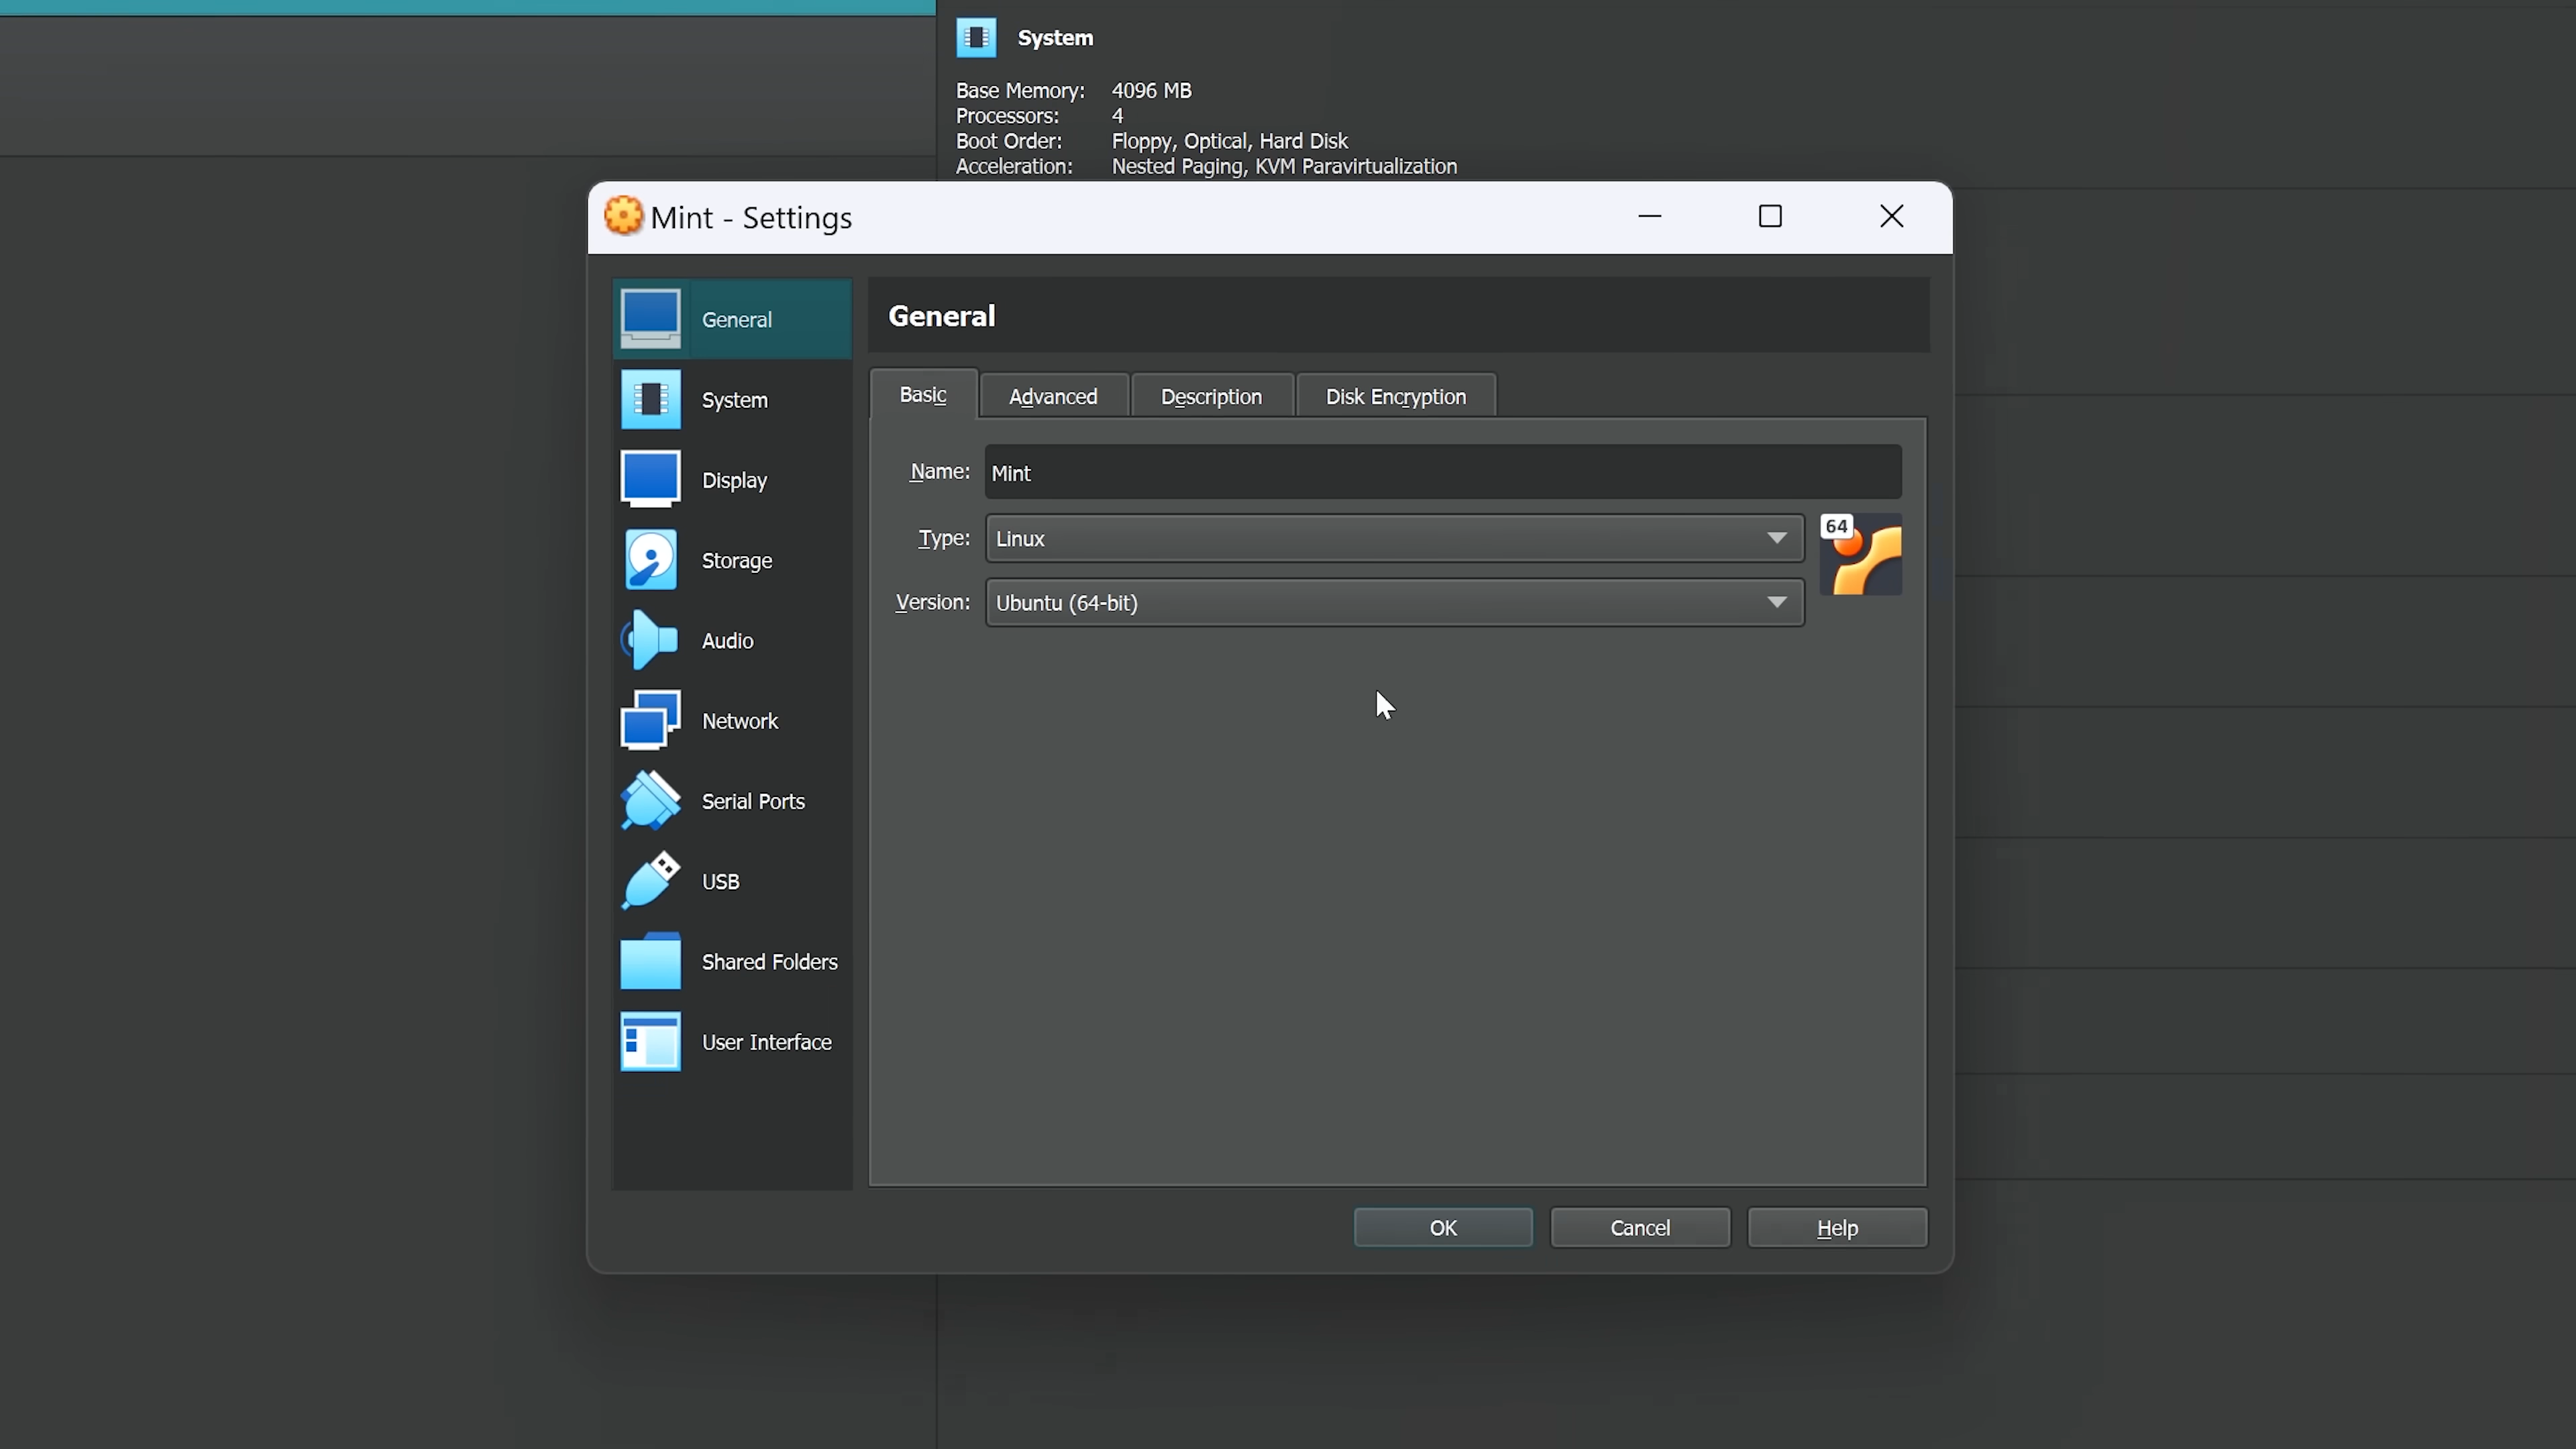 System
Base Memory: 4096 MB
Processors: 4
Boot Order: Floppy, Optical, Hard Disk
Acceleration: Nested Paging, KVM Paravirtualization
Mint - Settings
General
System
Display
Storage
Audio
Network
Serial Ports
USB
Shared Folders
User Interface
General
Basic Advanced Description Disk Encryption
Name: Mint
Type: Linux
64
Version: Ubuntu (64-bit)
OK Cancel Help